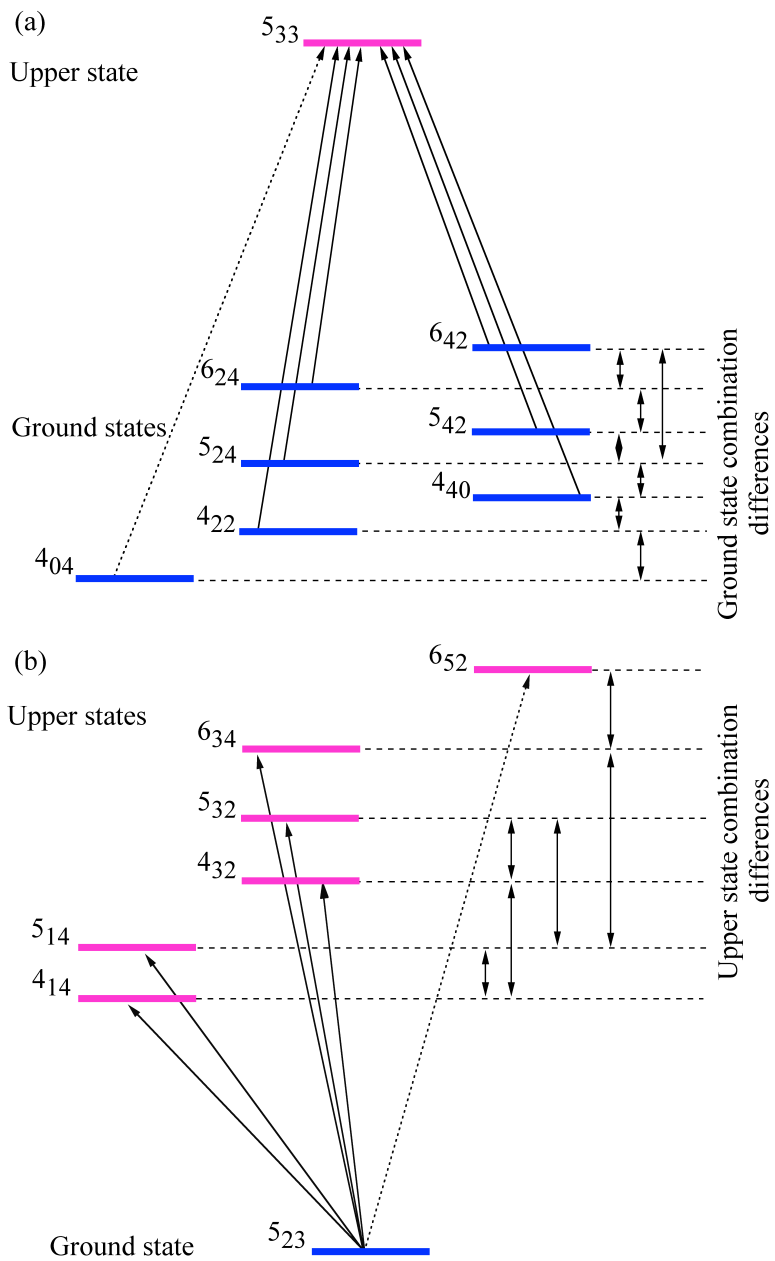 (a)
5₃₃
Upper state
6₄₂
6₂₄
Ground states
5₄₂
5₂₄
4₄₀
4₂₂
4₀₄
Ground state combination
differences
(b)
6₅₂
Upper states
6₃₄
5₃₂
4₃₂
5₁₄
4₁₄
Upper state combination
differences
5₂₃
Ground state